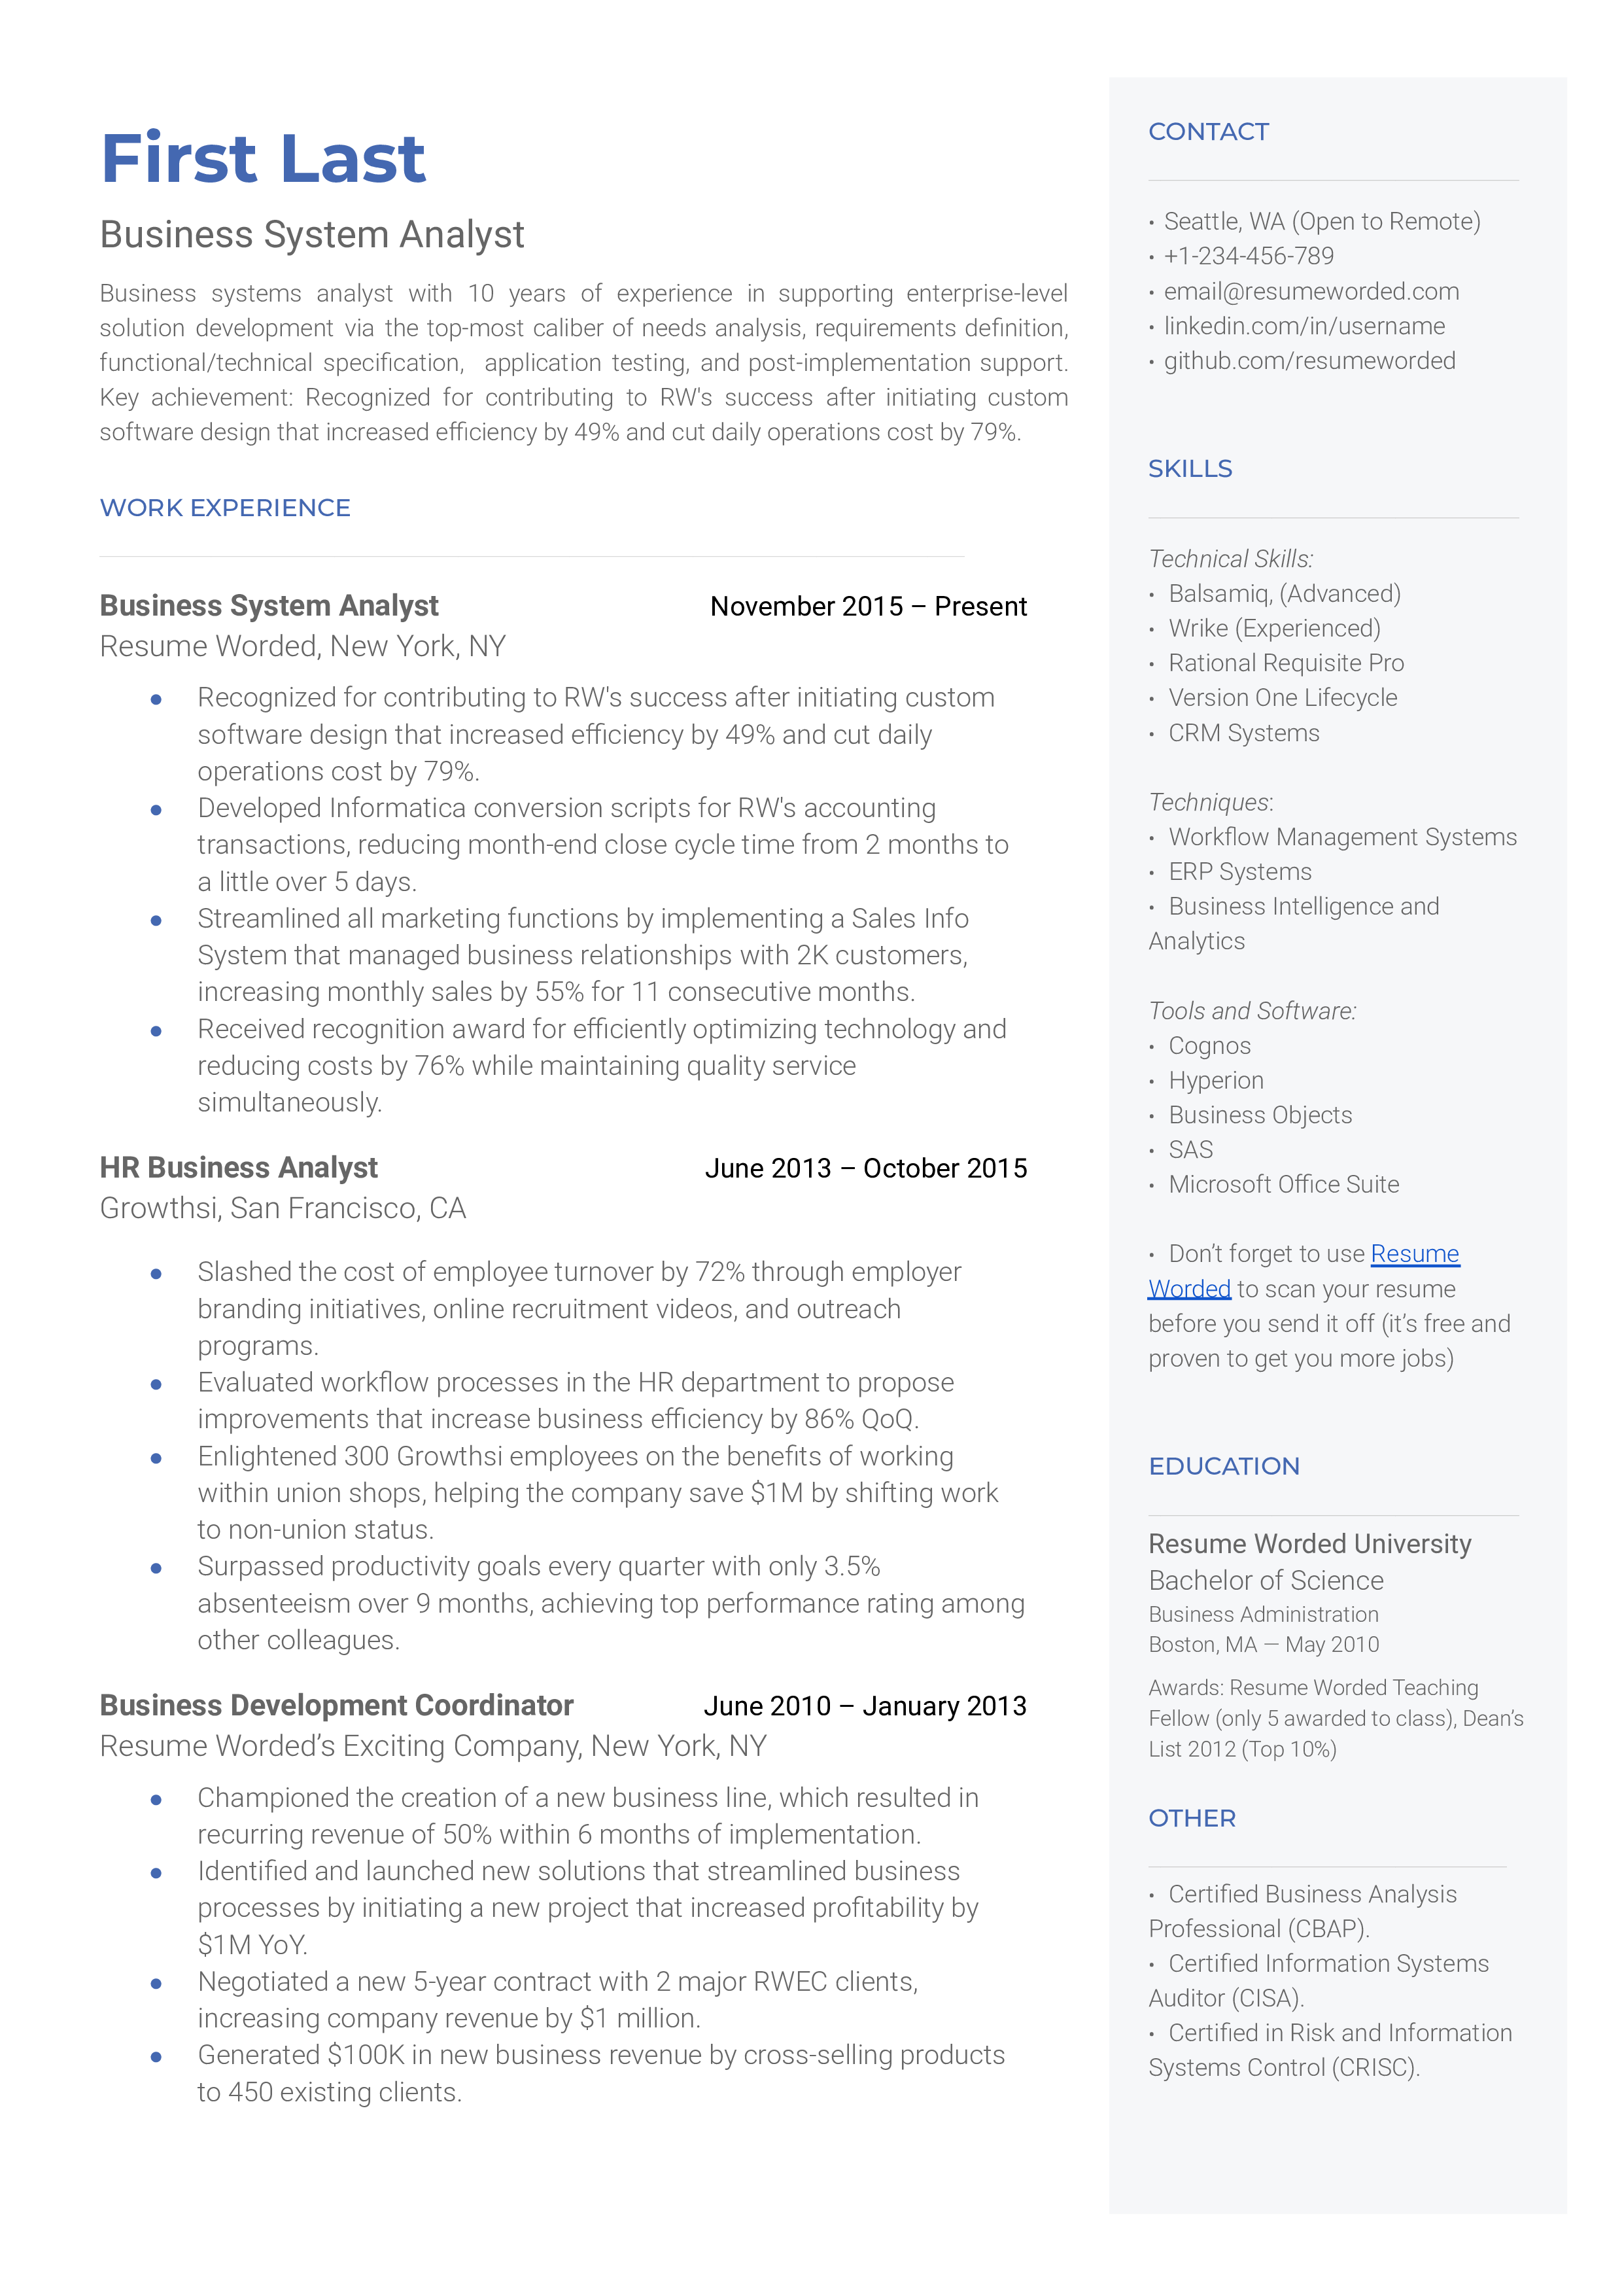 First Last
Business System Analyst
Business systems analyst with 10 years of experience in supporting enterprise-level
solution development via the top-most caliber of needs analysis, requirements definition,
functional/technical specification, application testing, and post-implementation support.
Key achievement: Recognized for contributing to RW's success after initiating custom
software design that increased efficiency by 49% and cut daily operations cost by 79%.
WORK EXPERIENCE
Business System Analyst November 2015 – Present
Resume Worded, New York, NY
● Recognized for contributing to RW's success after initiating custom
software design that increased efficiency by 49% and cut daily
operations cost by 79%.
● Developed Informatica conversion scripts for RW's accounting
transactions, reducing month-end close cycle time from 2 months to
a little over 5 days.
● Streamlined all marketing functions by implementing a Sales Info
System that managed business relationships with 2K customers,
increasing monthly sales by 55% for 11 consecutive months.
● Received recognition award for efficiently optimizing technology and
reducing costs by 76% while maintaining quality service
simultaneously.
HR Business Analyst June 2013 – October 2015
Growthsi, San Francisco, CA
● Slashed the cost of employee turnover by 72% through employer
branding initiatives, online recruitment videos, and outreach
programs.
● Evaluated workflow processes in the HR department to propose
improvements that increase business efficiency by 86% QoQ.
● Enlightened 300 Growthsi employees on the benefits of working
within union shops, helping the company save $1M by shifting work
to non-union status.
● Surpassed productivity goals every quarter with only 3.5%
absenteeism over 9 months, achieving top performance rating among
other colleagues.
Business Development Coordinator June 2010 – January 2013
Resume Worded’s Exciting Company, New York, NY
● Championed the creation of a new business line, which resulted in
recurring revenue of 50% within 6 months of implementation.
● Identified and launched new solutions that streamlined business
processes by initiating a new project that increased profitability by
$1M YoY.
● Negotiated a new 5-year contract with 2 major RWEC clients,
increasing company revenue by $1 million.
● Generated $100K in new business revenue by cross-selling products
to 450 existing clients.
CONTACT
• Seattle, WA (Open to Remote)
• +1-234-456-789
• email@resumeworded.com
• linkedin.com/in/username
• github.com/resumeworded
SKILLS
Technical Skills:
• Balsamiq, (Advanced)
• Wrike (Experienced)
• Rational Requisite Pro
• Version One Lifecycle
• CRM Systems
Techniques:
• Workflow Management Systems
• ERP Systems
• Business Intelligence and
Analytics
Tools and Software:
• Cognos
• Hyperion
• Business Objects
• SAS
• Microsoft Office Suite
• Don’t forget to use Resume
Worded to scan your resume
before you send it off (it’s free and
proven to get you more jobs)
EDUCATION
Resume Worded University
Bachelor of Science
Business Administration
Boston, MA — May 2010
Awards: Resume Worded Teaching
Fellow (only 5 awarded to class), Dean’s
List 2012 (Top 10%)
OTHER
• Certified Business Analysis
Professional (CBAP).
• Certified Information Systems
Auditor (CISA).
• Certified in Risk and Information
Systems Control (CRISC).